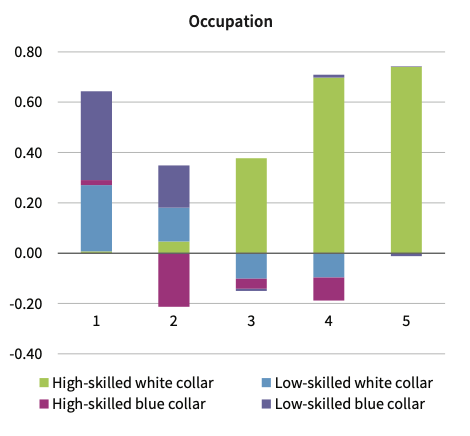 Occupation
0.80
0.60
0.40
0.20
0.00
-0.20
1 2 3 4 5
-0.40
High-skilled white collar Low-skilled white collar
High-skilled blue collar Low-skilled blue collar